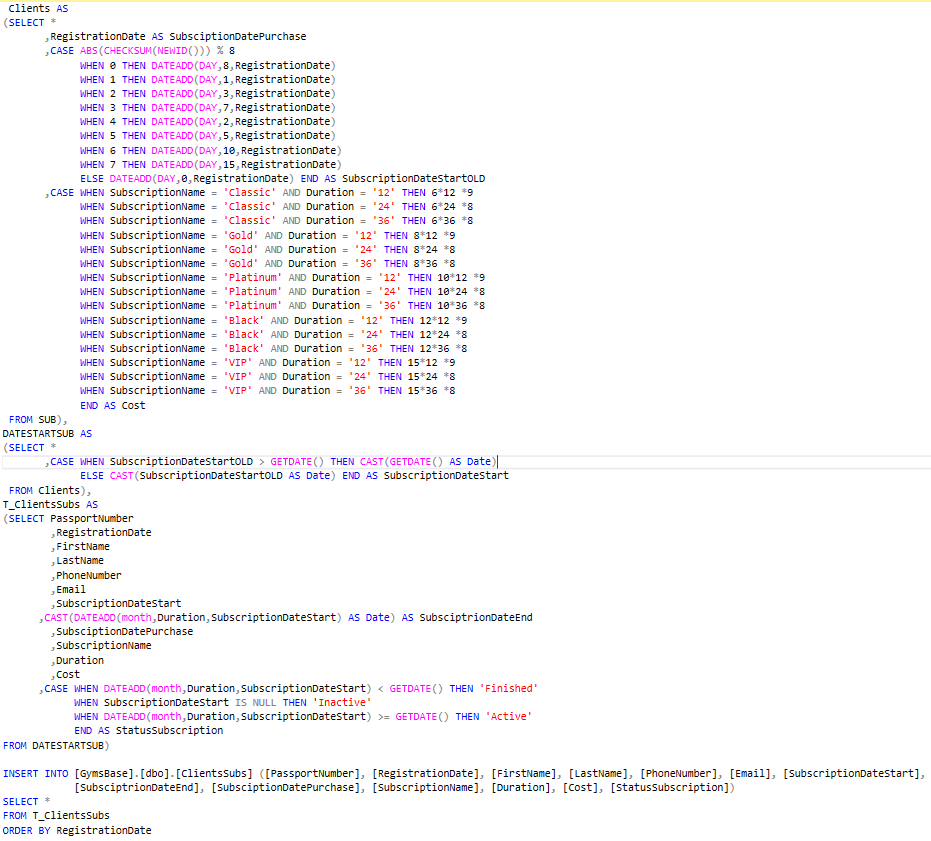 Clients AS
(SELECT *
,RegistrationDate AS SubsciptionDatePurchase
,CASE ABS(CHECKSUM(NEWID())) % 8
WHEN 0 THEN DATEADD(DAY,8,RegistrationDate)
WHEN 1 THEN DATEADD(DAY,1,RegistrationDate)
WHEN 2 THEN DATEADD(DAY,3,RegistrationDate)
WHEN 3 THEN DATEADD(DAY,7,RegistrationDate)
WHEN 4 THEN DATEADD(DAY,2,RegistrationDate)
WHEN 5 THEN DATEADD(DAY,5,RegistrationDate)
WHEN 6 THEN DATEADD(DAY,10,RegistrationDate)
WHEN 7 THEN DATEADD(DAY,15,RegistrationDate)
ELSE DATEADD(DAY,0,RegistrationDate) END AS SubscriptionDateStartOLD
,CASE WHEN SubscriptionName = 'Classic' AND Duration = '12' THEN 6*12 *9
WHEN SubscriptionName = 'Classic' AND Duration = '24' THEN 6*24 *8
WHEN SubscriptionName = 'Classic' AND Duration = '36' THEN 6*36 *8
WHEN SubscriptionName = 'Gold' AND Duration = '12' THEN 8*12 *9
WHEN SubscriptionName = 'Gold' AND Duration = '24' THEN 8*24 *8
WHEN SubscriptionName = 'Gold' AND Duration = '36' THEN 8*36 *8
WHEN SubscriptionName = 'Platinum' AND Duration = '12' THEN 10*12 *9
WHEN SubscriptionName = 'Platinum' AND Duration = '24' THEN 10*24 *8
WHEN SubscriptionName = 'Platinum' AND Duration = '36' THEN 10*36 *8
WHEN SubscriptionName = 'Black' AND Duration = '12' THEN 12*12 *9
WHEN SubscriptionName = 'Black' AND Duration = '24' THEN 12*24 *8
WHEN SubscriptionName = 'Black' AND Duration = '36' THEN 12*36 *8
WHEN SubscriptionName = 'VIP' AND Duration = '12' THEN 15*12 *9
WHEN SubscriptionName = 'VIP' AND Duration = '24' THEN 15*24 *8
WHEN SubscriptionName = 'VIP' AND Duration = '36' THEN 15*36 *8
END AS Cost
FROM SUB),
DATESTARTSUB AS
(SELECT *
,CASE WHEN SubscriptionDateStartOLD > GETDATE() THEN CAST(GETDATE() AS Date)
ELSE CAST(SubscriptionDateStartOLD AS Date) END AS SubscriptionDateStart
FROM Clients),
T_ClientsSubs AS
(SELECT PassportNumber
,RegistrationDate
,FirstName
,LastName
,PhoneNumber
,Email
,SubscriptionDateStart
,CAST(DATEADD(month,Duration,SubscriptionDateStart) AS Date) AS SubsciptrionDateEnd
,SubsciptionDatePurchase
,SubscriptionName
,Duration
,Cost
,CASE WHEN DATEADD(month,Duration,SubscriptionDateStart) < GETDATE() THEN 'Finished'
WHEN SubscriptionDateStart IS NULL THEN 'Inactive'
WHEN DATEADD(month,Duration,SubscriptionDateStart) >= GETDATE() THEN 'Active'
END AS StatusSubscription
FROM DATESTARTSUB)
INSERT INTO [GymsBase].[dbo].[ClientsSubs] ([PassportNumber], [RegistrationDate], [FirstName], [LastName], [PhoneNumber], [Email], [SubscriptionDateStart],
[SubsciptrionDateEnd], [SubsciptionDatePurchase], [SubscriptionName], [Duration], [Cost], [StatusSubscription])
SELECT *
FROM T_ClientsSubs
ORDER BY RegistrationDate